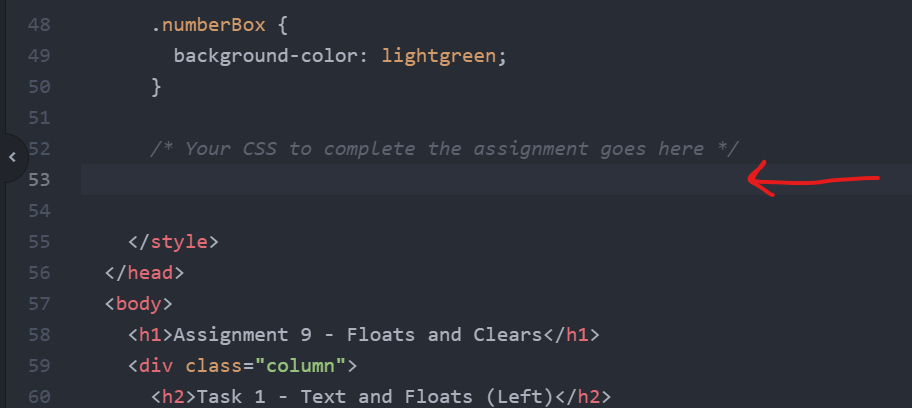 48 .numberBox {
49 background-color: lightgreen;
50 }
51
52 /* Your CSS to complete the assignment goes here */
53
54
55 </style>
56 </head>
57 <body>
58 <h1>Assignment 9 - Floats and Clears</h1>
59 <div class="column">
60 <h2>Task 1 - Text and Floats (Left)</h2>